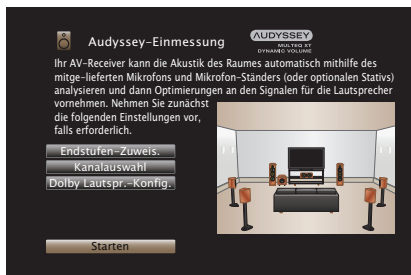 Audyssey-Einmessung
AUDYSSEY
MULTEQ XT
DYNAMIC VOLUME
Ihr AV-Receiver kann die Akustik des Raumes automatisch mithilfe des
mitge-lieferten Mikrofons und Mikrofon-Ständers (oder optionalen Stativs)
analysieren und dann Optimierungen an den Signalen für die Lautsprecher
vornehmen. Nehmen Sie zunächst
die folgenden Einstellungen vor,
falls erforderlich.
Endstufen-Zuweis.
Kanalauswahl
Dolby Lautspr.-Konfig.
Starten